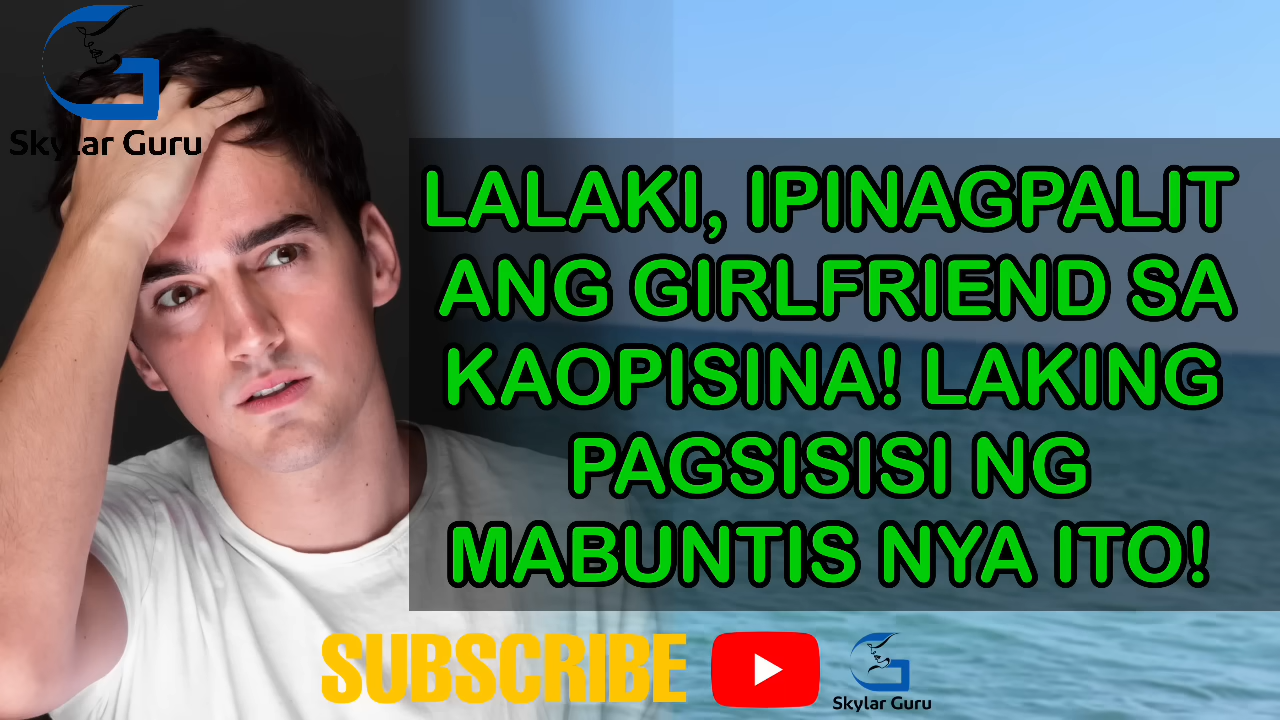 Skylar Guru
LALAKI, IPINAGPALIT
ANG GIRLFRIEND SA
KAOPISINA! LAKING
PAGSISISI NG
MABUNTIS NYA ITO!
SUBSCRIBE
Skylar Guru